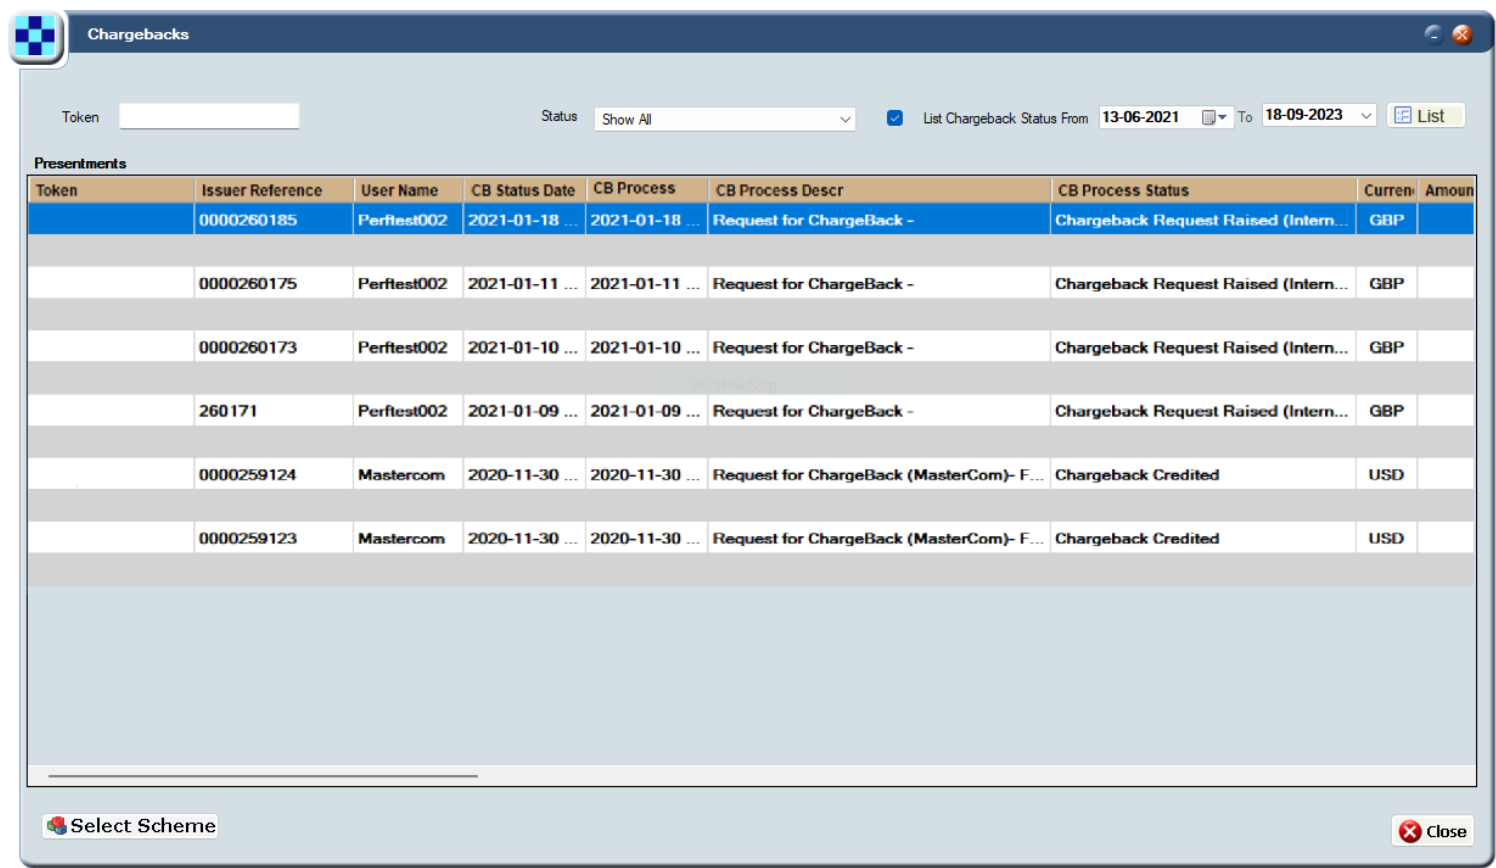 Chargebacks
Token Status Show All List Chargeback Status From 13-06-2021 To 18-09-2023 List
Presentments
Token Issuer Reference User Name CB Status Date CB Process CB Process Descr CB Process Status Curren Amoun
0000260185 Perftest002 2021-01-18 ... 2021-01-18 ... Request for ChargeBack - Chargeback Request Raised (Intern... GBP
0000260175 Perftest002 2021-01-11 ... 2021-01-11 ... Request for ChargeBack - Chargeback Request Raised (Intern... GBP
0000260173 Perftest002 2021-01-10 ... 2021-01-10 ... Request for ChargeBack - Chargeback Request Raised (Intern... GBP
260171 Perftest002 2021-01-09 ... 2021-01-09 ... Request for ChargeBack - Chargeback Request Raised (Intern... GBP
0000259124 Mastercom 2020-11-30 ... 2020-11-30 ... Request for ChargeBack (MasterCom)- F... Chargeback Credited USD
0000259123 Mastercom 2020-11-30 ... 2020-11-30 ... Request for ChargeBack (MasterCom)- F... Chargeback Credited USD
Select Scheme Close